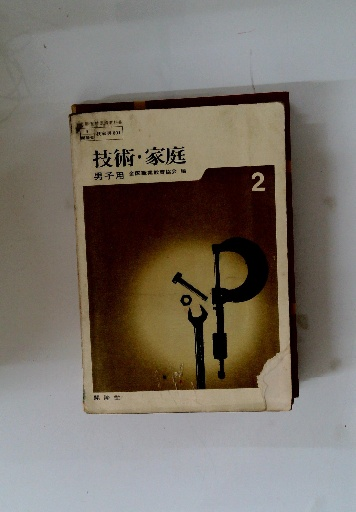 技術・家庭
男子用 全国職業教育協会 編
2
開隆堂